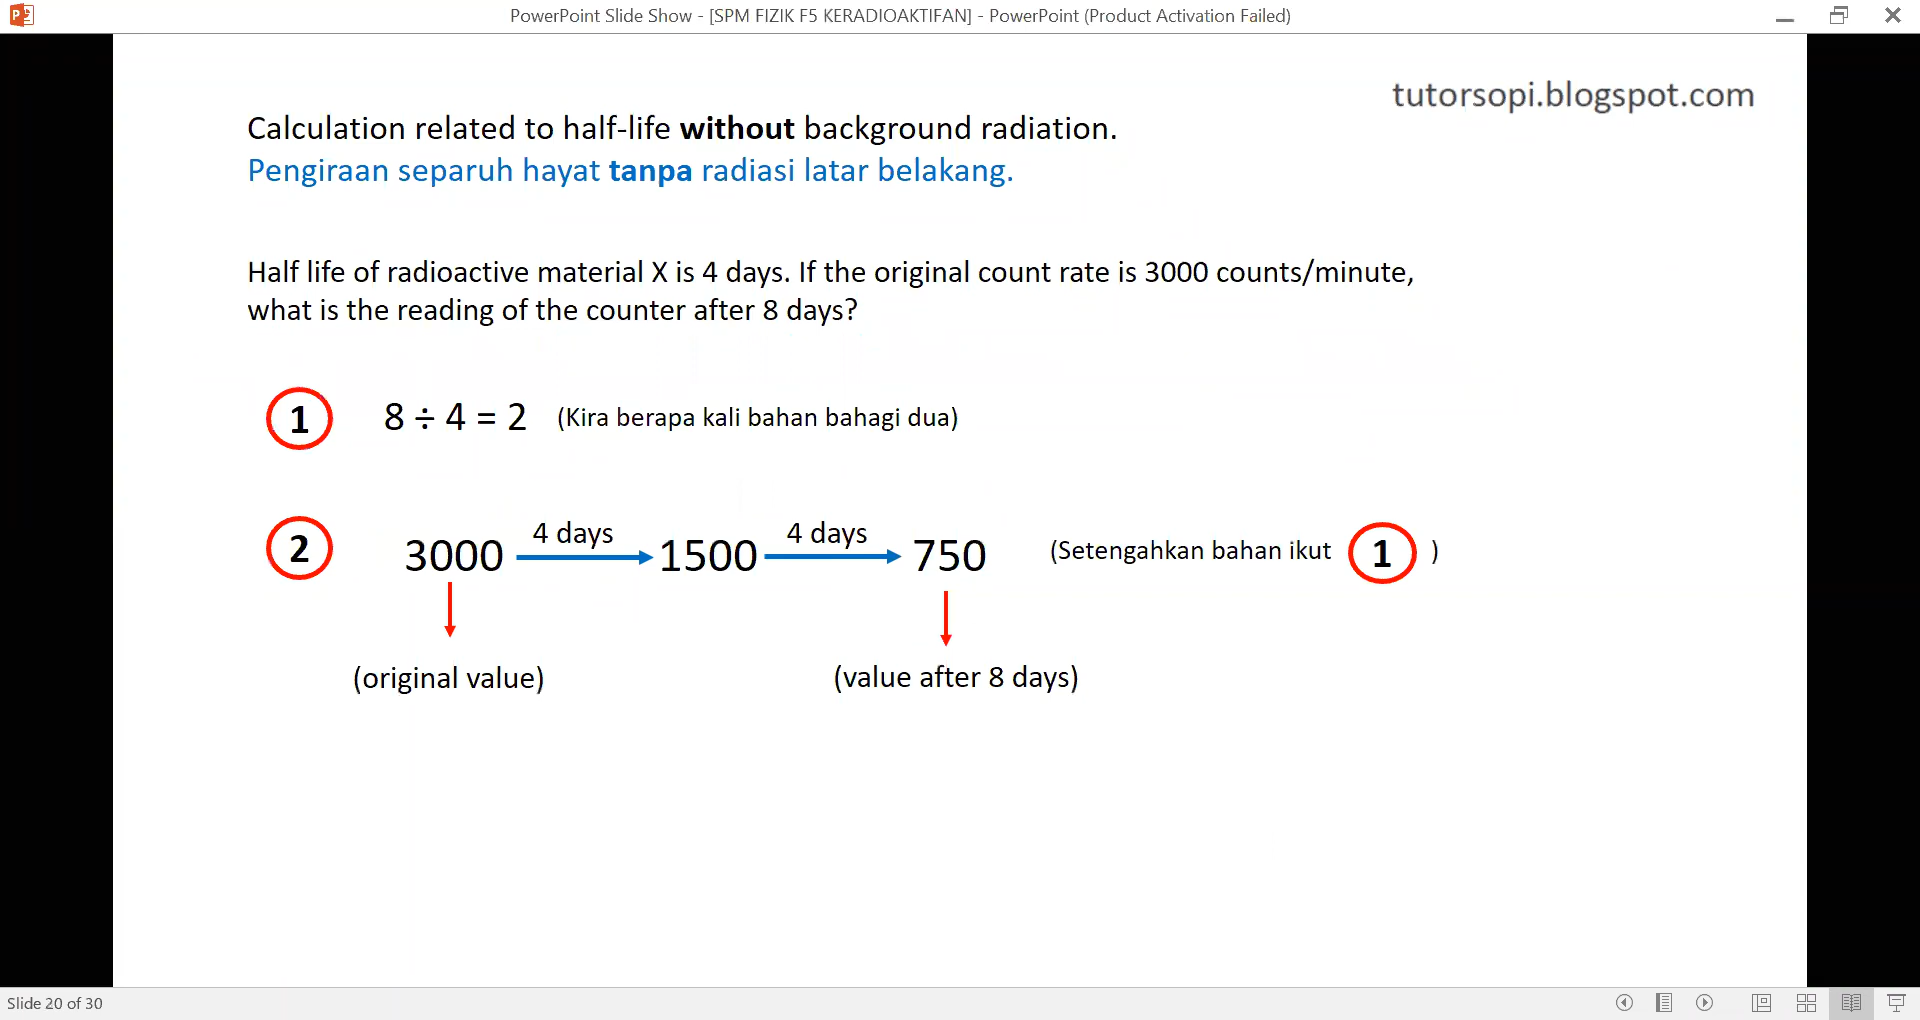 PowerPoint Slide Show - [SPM FIZIK F5 KERADIOAKTIFAN] - PowerPoint (Product Activation Failed)
tutorsopi.blogspot.com
Calculation related to half-life without background radiation.
Pengiraan separuh hayat tanpa radiasi latar belakang.
Half life of radioactive material X is 4 days. If the original count rate is 3000 counts/minute,
what is the reading of the counter after 8 days?
1 8 ÷ 4 = 2 (Kira berapa kali bahan bahagi dua)
4 days 4 days
2 3000 1500 750 (Setengahkan bahan ikut 1 )
(original value) (value after 8 days)
Slide 20 of 30